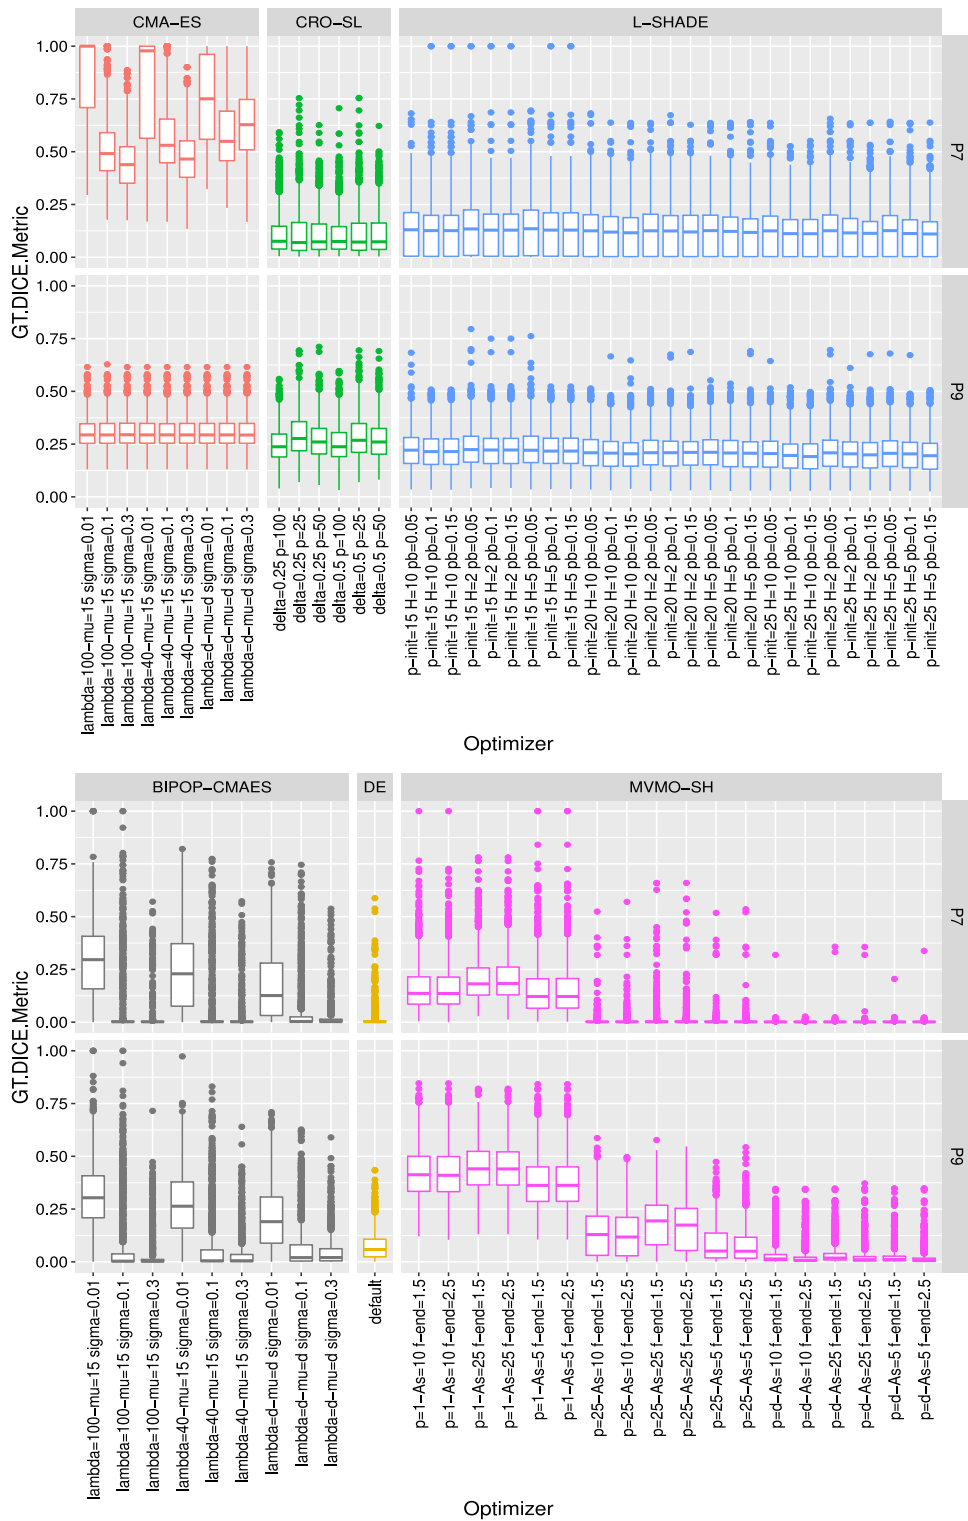 CMA−ES
CRO−SL
L−SHADE
GT.DICE.Metric
1.00
0.75
0.50
0.25
0.00
P7
1.00
0.75
0.50
0.25
0.00
P9
lambda=100−mu=15 sigma=0.01
lambda=100−mu=15 sigma=0.1
lambda=100−mu=15 sigma=0.3
lambda=40−mu=15 sigma=0.01
lambda=40−mu=15 sigma=0.1
lambda=40−mu=15 sigma=0.3
lambda=d−mu=d sigma=0.01
lambda=d−mu=d sigma=0.1
lambda=d−mu=d sigma=0.3
delta=0.25 p=100
delta=0.25 p=25
delta=0.25 p=50
delta=0.5 p=100
delta=0.5 p=25
delta=0.5 p=50
p−init=15 H=10 pb=0.05
p−init=15 H=10 pb=0.1
p−init=15 H=10 pb=0.15
p−init=15 H=2 pb=0.05
p−init=15 H=2 pb=0.1
p−init=15 H=2 pb=0.15
p−init=15 H=5 pb=0.05
p−init=15 H=5 pb=0.1
p−init=15 H=5 pb=0.15
p−init=20 H=10 pb=0.05
p−init=20 H=10 pb=0.1
p−init=20 H=10 pb=0.15
p−init=20 H=2 pb=0.05
p−init=20 H=2 pb=0.1
p−init=20 H=2 pb=0.15
p−init=20 H=5 pb=0.05
p−init=20 H=5 pb=0.1
p−init=20 H=5 pb=0.15
p−init=25 H=10 pb=0.05
p−init=25 H=10 pb=0.1
p−init=25 H=10 pb=0.15
p−init=25 H=2 pb=0.05
p−init=25 H=2 pb=0.1
p−init=25 H=2 pb=0.15
p−init=25 H=5 pb=0.05
p−init=25 H=5 pb=0.1
p−init=25 H=5 pb=0.15
Optimizer
BIPOP−CMAES
DE
MVMO−SH
GT.DICE.Metric
1.00
0.75
0.50
0.25
0.00
P7
1.00
0.75
0.50
0.25
0.00
P9
lambda=100−mu=15 sigma=0.01
lambda=100−mu=15 sigma=0.1
lambda=100−mu=15 sigma=0.3
lambda=40−mu=15 sigma=0.01
lambda=40−mu=15 sigma=0.1
lambda=40−mu=15 sigma=0.3
lambda=d−mu=d sigma=0.01
lambda=d−mu=d sigma=0.1
lambda=d−mu=d sigma=0.3
default
p=1−As=10 f−end=1.5
p=1−As=10 f−end=2.5
p=1−As=25 f−end=1.5
p=1−As=25 f−end=2.5
p=1−As=5 f−end=1.5
p=1−As=5 f−end=2.5
p=25−As=10 f−end=1.5
p=25−As=10 f−end=2.5
p=25−As=25 f−end=1.5
p=25−As=25 f−end=2.5
p=25−As=5 f−end=1.5
p=25−As=5 f−end=2.5
p=d−As=10 f−end=1.5
p=d−As=10 f−end=2.5
p=d−As=25 f−end=1.5
p=d−As=25 f−end=2.5
p=d−As=5 f−end=1.5
p=d−As=5 f−end=2.5
Optimizer